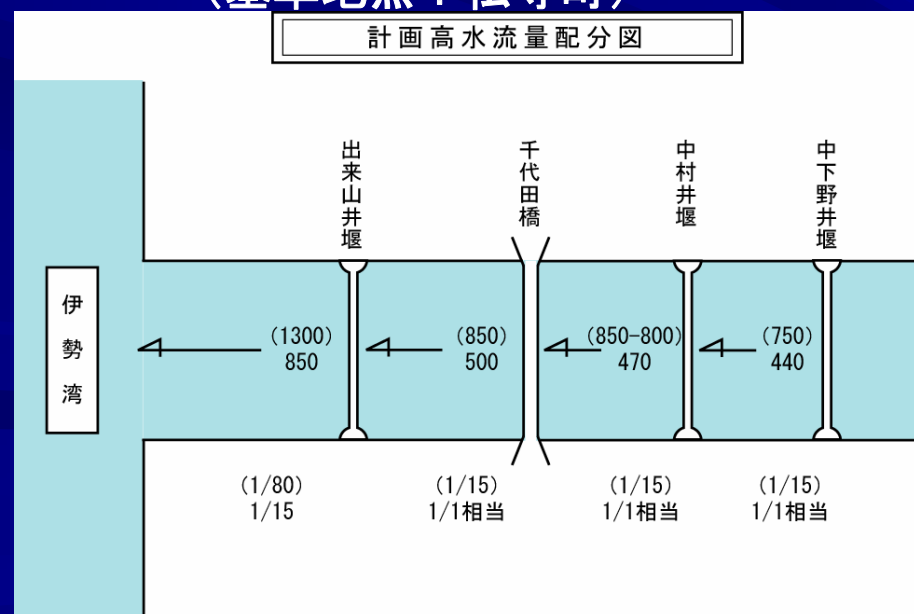 計画高水流量配分図
出来山井堰
千代田橋
中村井堰
中下野井堰
伊勢湾
(1300)
850
(850)
500
(850-800)
470
(750)
440
(1/80)
1/15
(1/15)
1/1相当
(1/15)
1/1相当
(1/15)
1/1相当